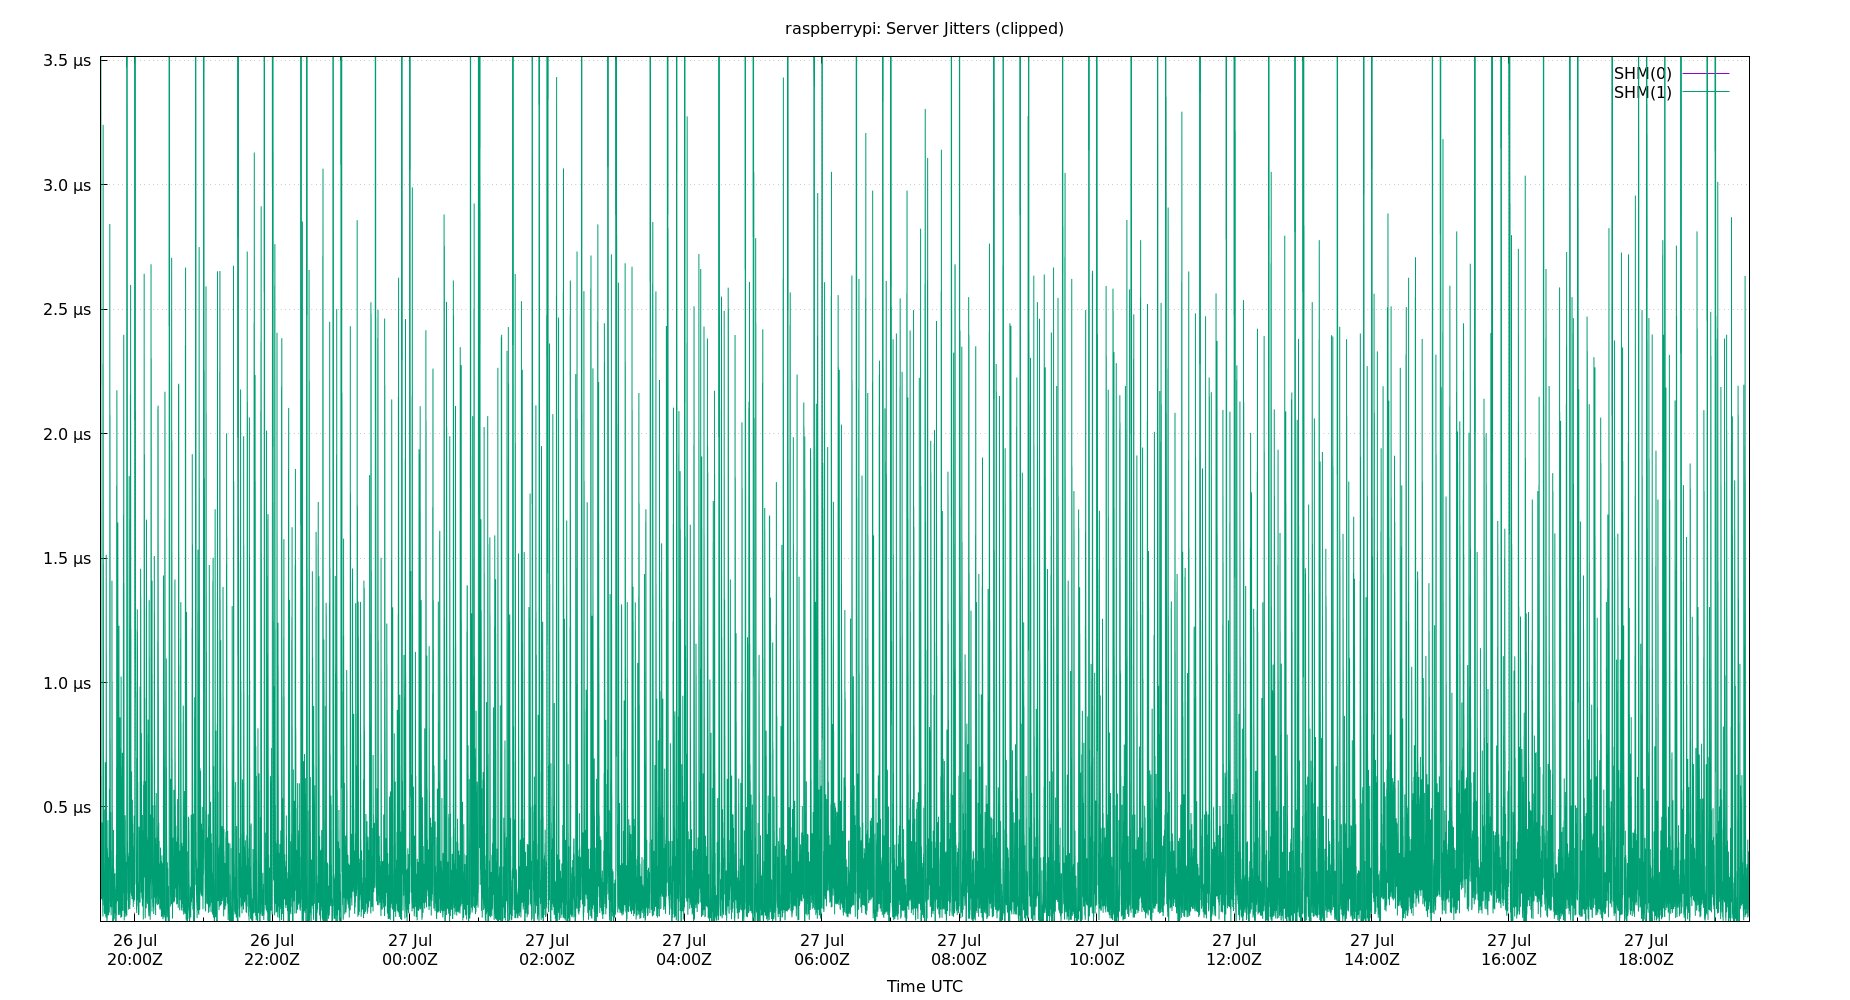 raspberrypi: Server Jitters (clipped)
3.5 µs
3.0 µs
2.5 µs
2.0 µs
1.5 µs
1.0 µs
0.5 µs
SHM(0)
SHM(1)
26 Jul 26 Jul 27 Jul 27 Jul 27 Jul 27 Jul 27 Jul 27 Jul 27 Jul 27 Jul 27 Jul 27 Jul
20:00Z 22:00Z 00:00Z 02:00Z 04:00Z 06:00Z 08:00Z 10:00Z 12:00Z 14:00Z 16:00Z 18:00Z
Time UTC